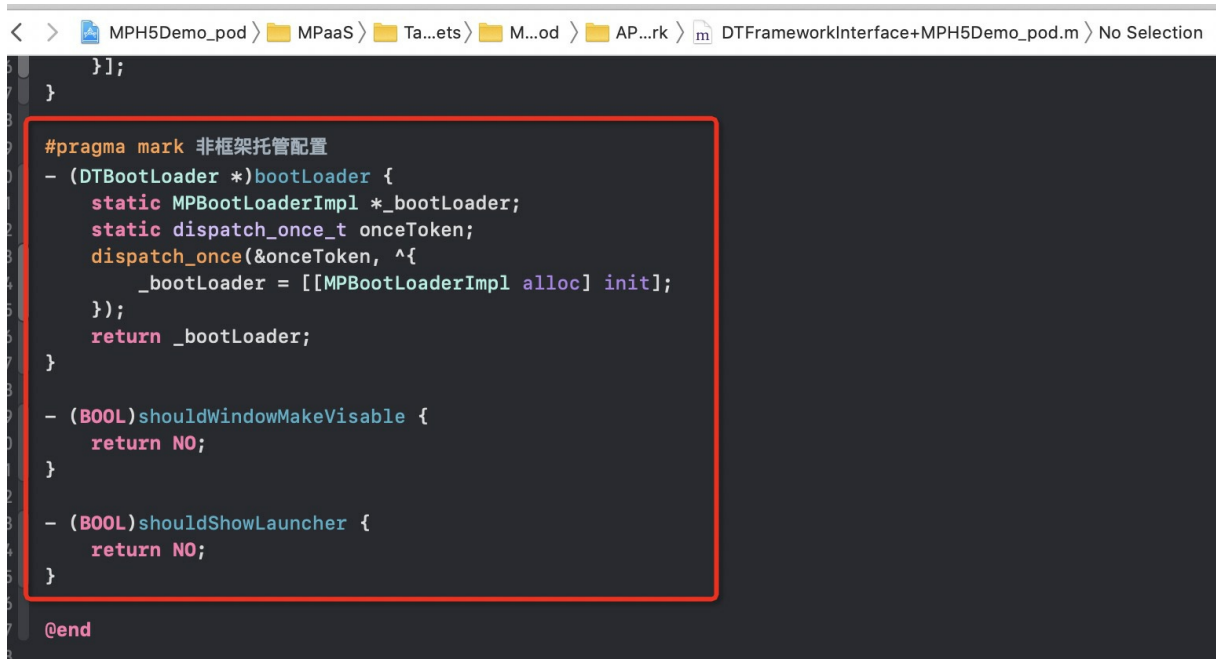 MPH5Demo_pod MPaaS Ta...ets M...od AP...rk m DTFrameworkInterface+MPH5Demo_pod.m No Selection
}];
}
#pragma mark 非框架托管配置
- (DTBootLoader *)bootLoader {
static MPBootLoaderImpl *_bootLoader;
static dispatch_once_t onceToken;
dispatch_once(&onceToken, ^{
_bootLoader = [[MPBootLoaderImpl alloc] init];
});
return _bootLoader;
}
- (BOOL)shouldWindowMakeVisable {
return NO;
}
- (BOOL)shouldShowLauncher {
return NO;
}
@end